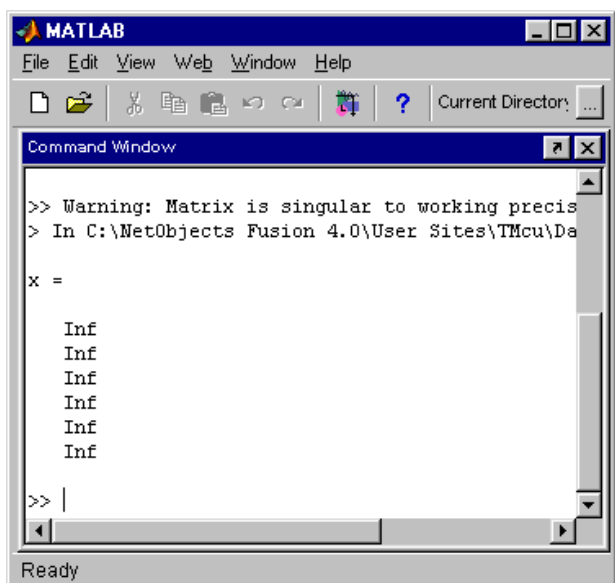 MATLAB
File Edit View Web Window Help
? Current Directory: ...
Command Window
>> Warning: Matrix is singular to working precis
> In C:\NetObjects Fusion 4.0\User Sites\TMcu\Da
x =
Inf
Inf
Inf
Inf
Inf
Inf
>>
Ready